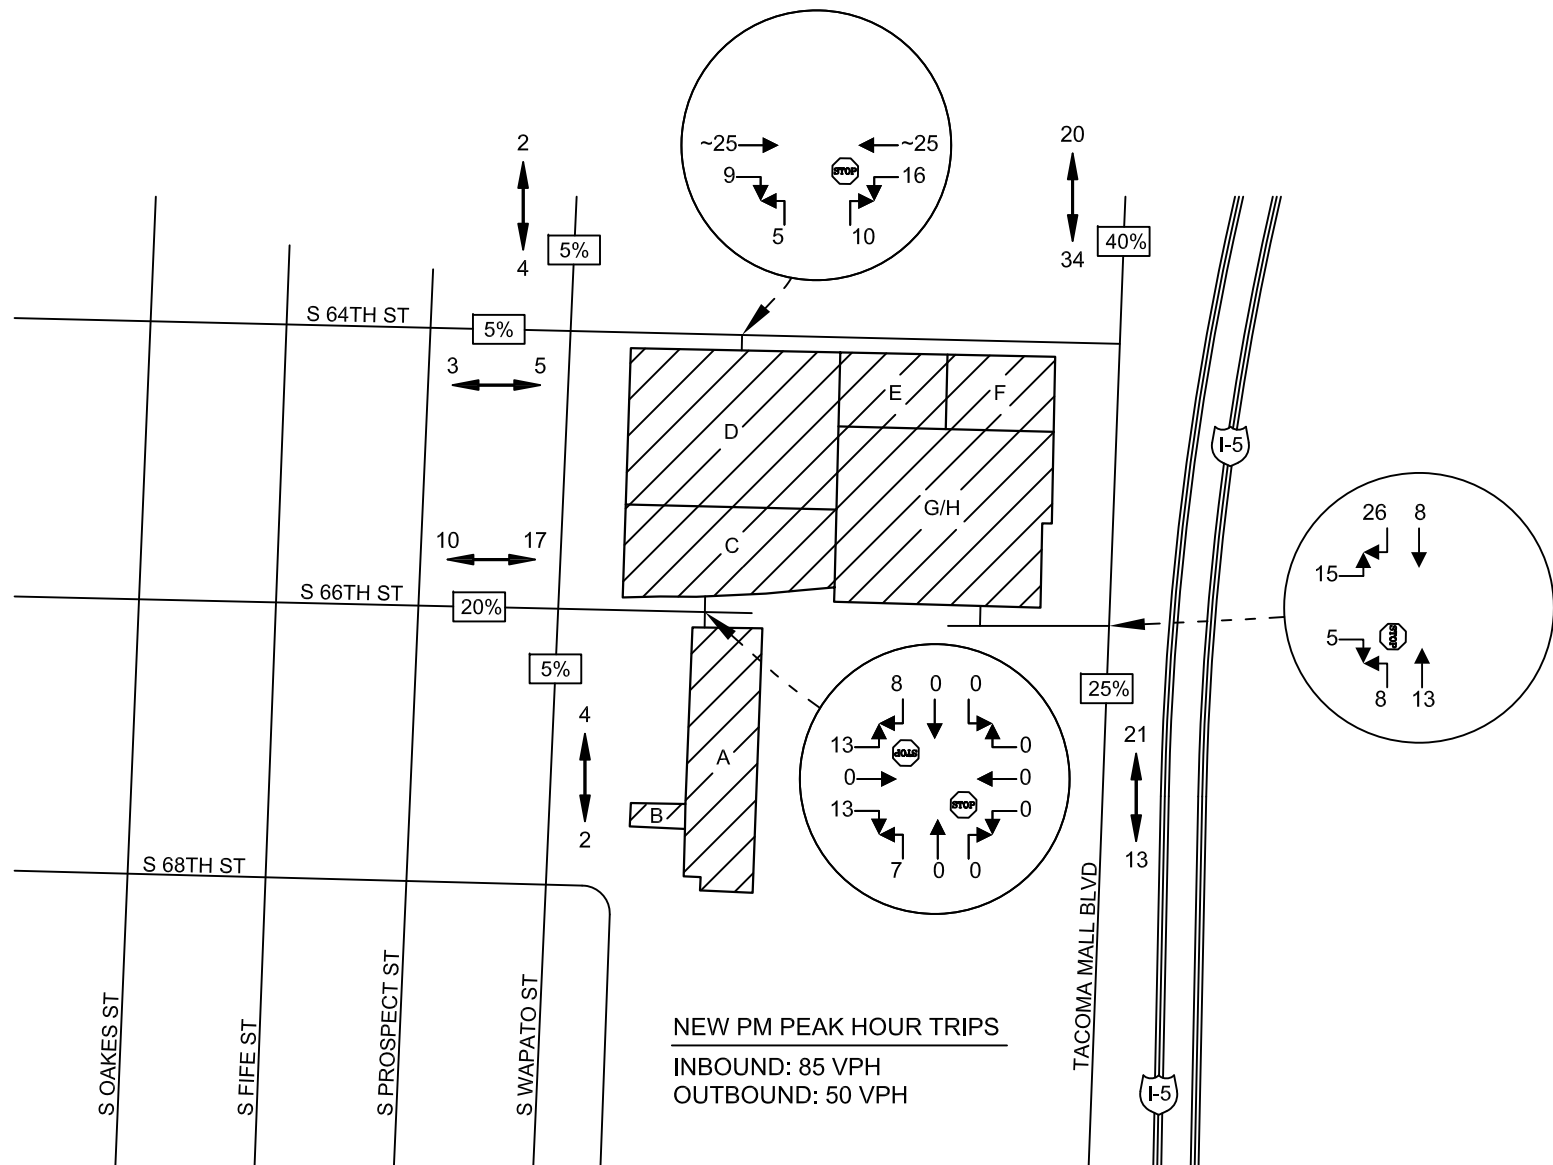 ~25
~25
9
STOP
16
5
10
2
4
5%
20
34
40%
S 64TH ST
5%
3
5
D
E
F
G/H
C
I-5
26
8
15
5
STOP
8
13
10
17
S 66TH ST
20%
5%
4
2
A
B
8
0
0
13
STOP
0
0
0
13
STOP
0
7
0
0
25%
21
13
S 68TH ST
S OAKES ST
S FIFE ST
S PROSPECT ST
S WAPATO ST
TACOMA MALL BLVD
I-5
NEW PM PEAK HOUR TRIPS
INBOUND: 85 VPH
OUTBOUND: 50 VPH